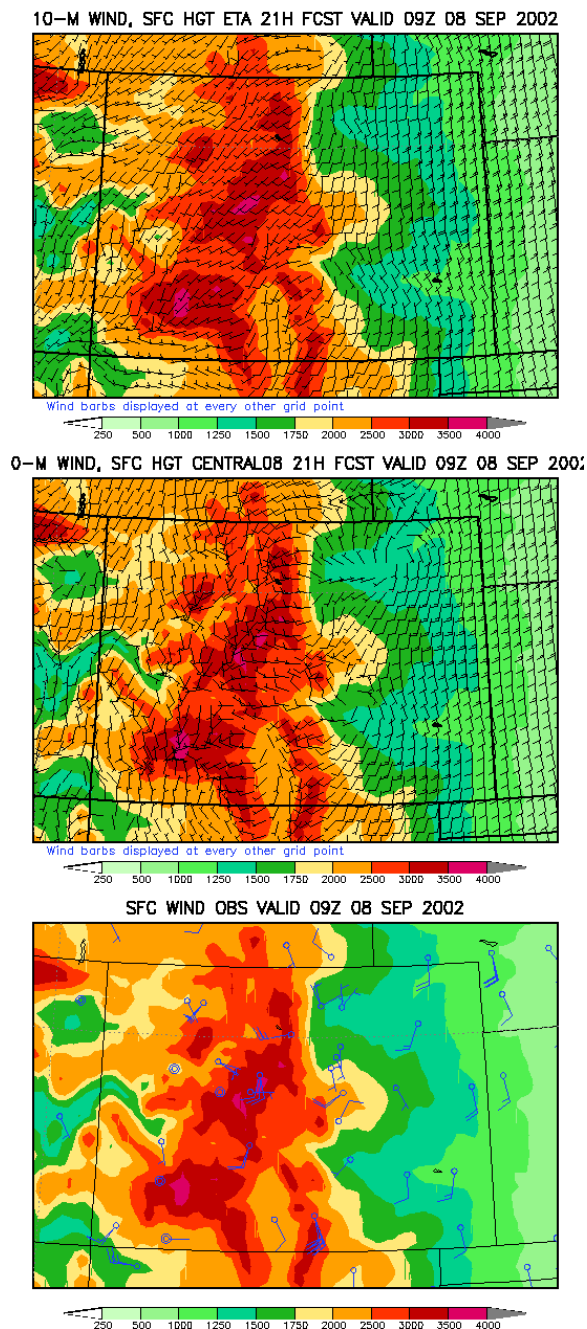 10-M WIND, SFC HGT ETA 21H FCST VALID 09Z 08 SEP 2002
Wind barbs displayed at every other grid point
250 500 1000 1250 1500 1750 2000 2500 3000 3500 4000
0-M WIND, SFC HGT CENTRAL08 21H FCST VALID 09Z 08 SEP 2002
Wind barbs displayed at every other grid point
250 500 1000 1250 1500 1750 2000 2500 3000 3500 4000
SFC WIND OBS VALID 09Z 08 SEP 2002
250 500 1000 1250 1500 1750 2000 2500 3000 3500 4000